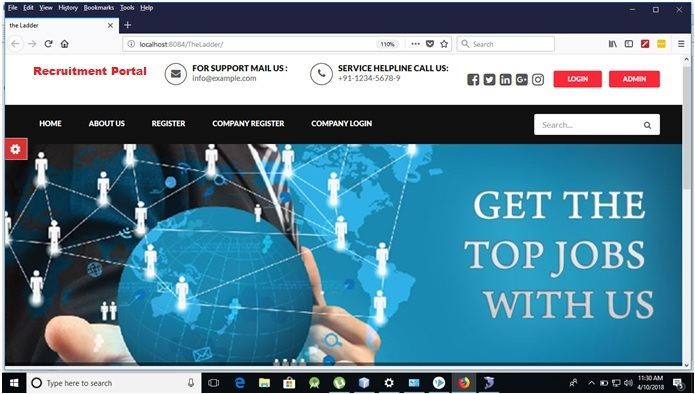 File Edit View History Bookmarks Tools Help
the Ladder
localhost:8084/TheLadder/
110%
Search
Recruitment Portal
FOR SUPPORT MAIL US :
info@example.com
SERVICE HELPLINE CALL US:
+91-1234-5678-9
LOGIN
ADMIN
HOME ABOUT US REGISTER COMPANY REGISTER COMPANY LOGIN
Search...
GET THE
TOP JOBS
WITH US
Type here to search
11:30 AM
4/10/2018